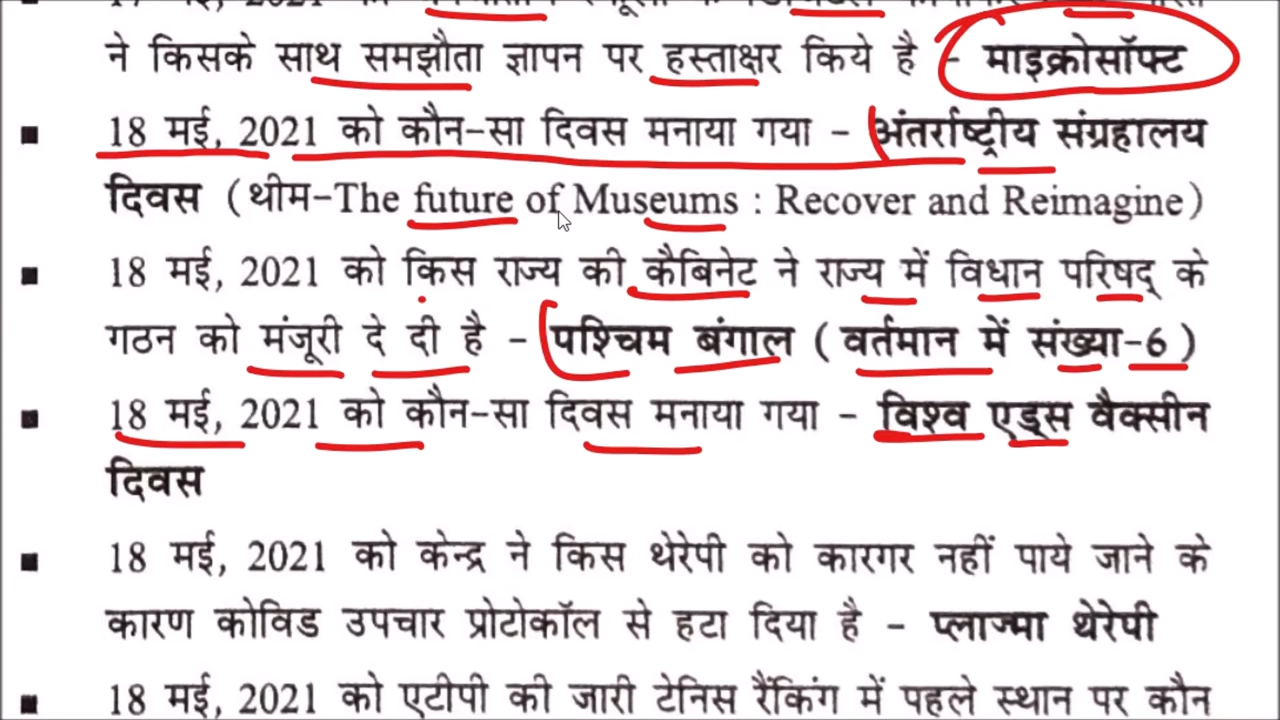 ने किसके साथ समझौता ज्ञापन पर हस्ताक्षर किये है - माइक्रोसॉफ्ट
■ 18 मई, 2021 को कौन-सा दिवस मनाया गया - अंतर्राष्ट्रीय संग्रहालय
दिवस (थीम-The future of Museums : Recover and Reimagine)
■ 18 मई, 2021 को किस राज्य की कैबिनेट ने राज्य में विधान परिषद् के
गठन को मंजूरी दे दी है - पश्चिम बंगाल (वर्तमान में संख्या-6)
■ 18 मई, 2021 को कौन-सा दिवस मनाया गया - विश्व एड्स वैक्सीन
दिवस
■ 18 मई, 2021 को केन्द्र ने किस थेरेपी को कारगर नहीं पाये जाने के
कारण कोविड उपचार प्रोटोकॉल से हटा दिया है - प्लाज्मा थेरेपी
■ 18 मई, 2021 को एटीपी की जारी टेनिस रैंकिंग में पहले स्थान पर कौन